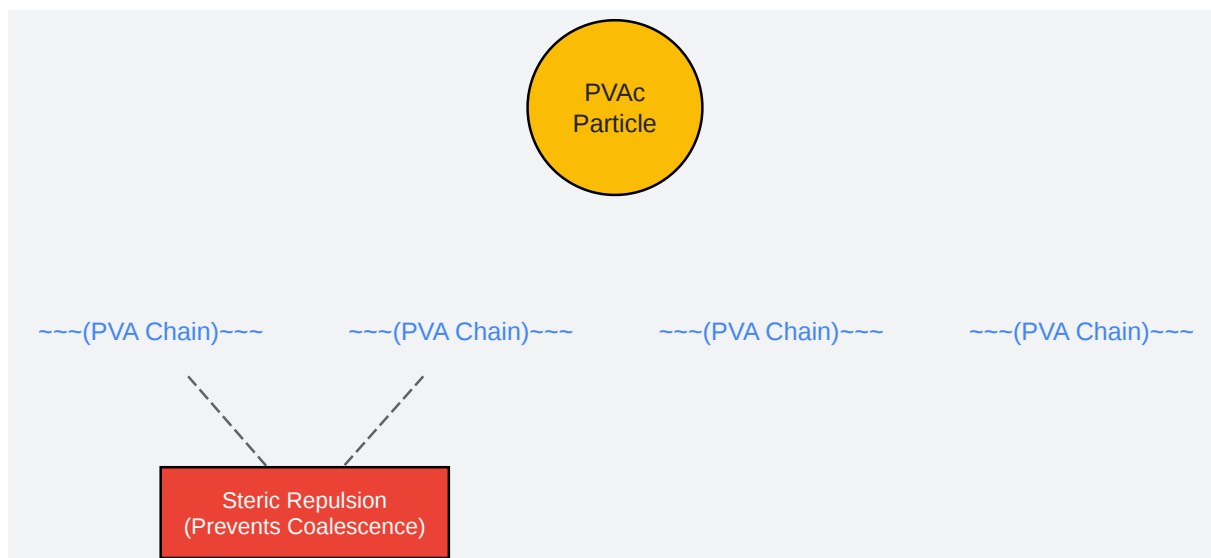 PVAc
Particle
~~~(PVA Chain)~~~ ~~~(PVA Chain)~~~ ~~~(PVA Chain)~~~ ~~~(PVA Chain)~~~
Steric Repulsion
(Prevents Coalescence)